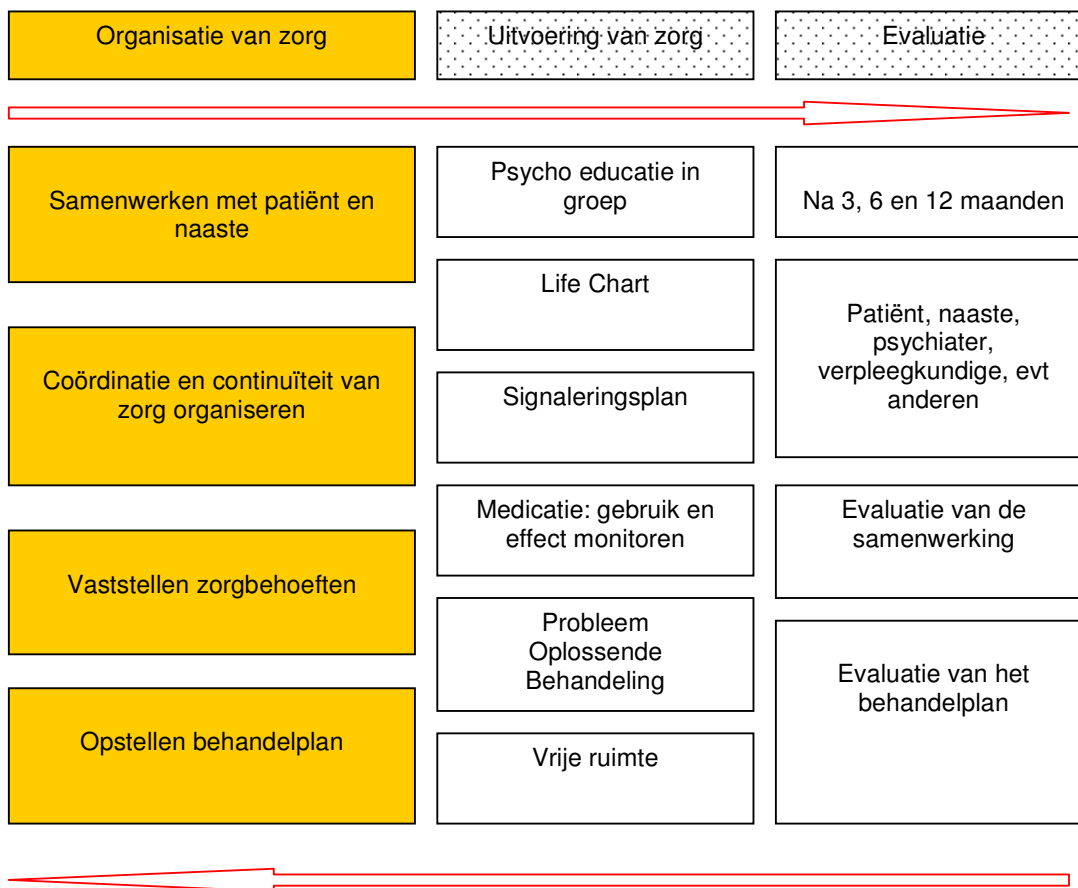 Organisatie van zorg
Uitvoering van zorg
Evaluatie
Samenwerken met patiënt en
naaste
Coördinatie en continuïteit van
zorg organiseren
Vaststellen zorgbehoeften
Opstellen behandelplan
Psycho educatie in
groep
Life Chart
Signaleringsplan
Medicatie: gebruik en
effect monitoren
Probleem
Oplossende
Behandeling
Vrije ruimte
Na 3, 6 en 12 maanden
Patiënt, naaste,
psychiater,
verpleegkundige, evt
anderen
Evaluatie van de
samenwerking
Evaluatie van het
behandelplan